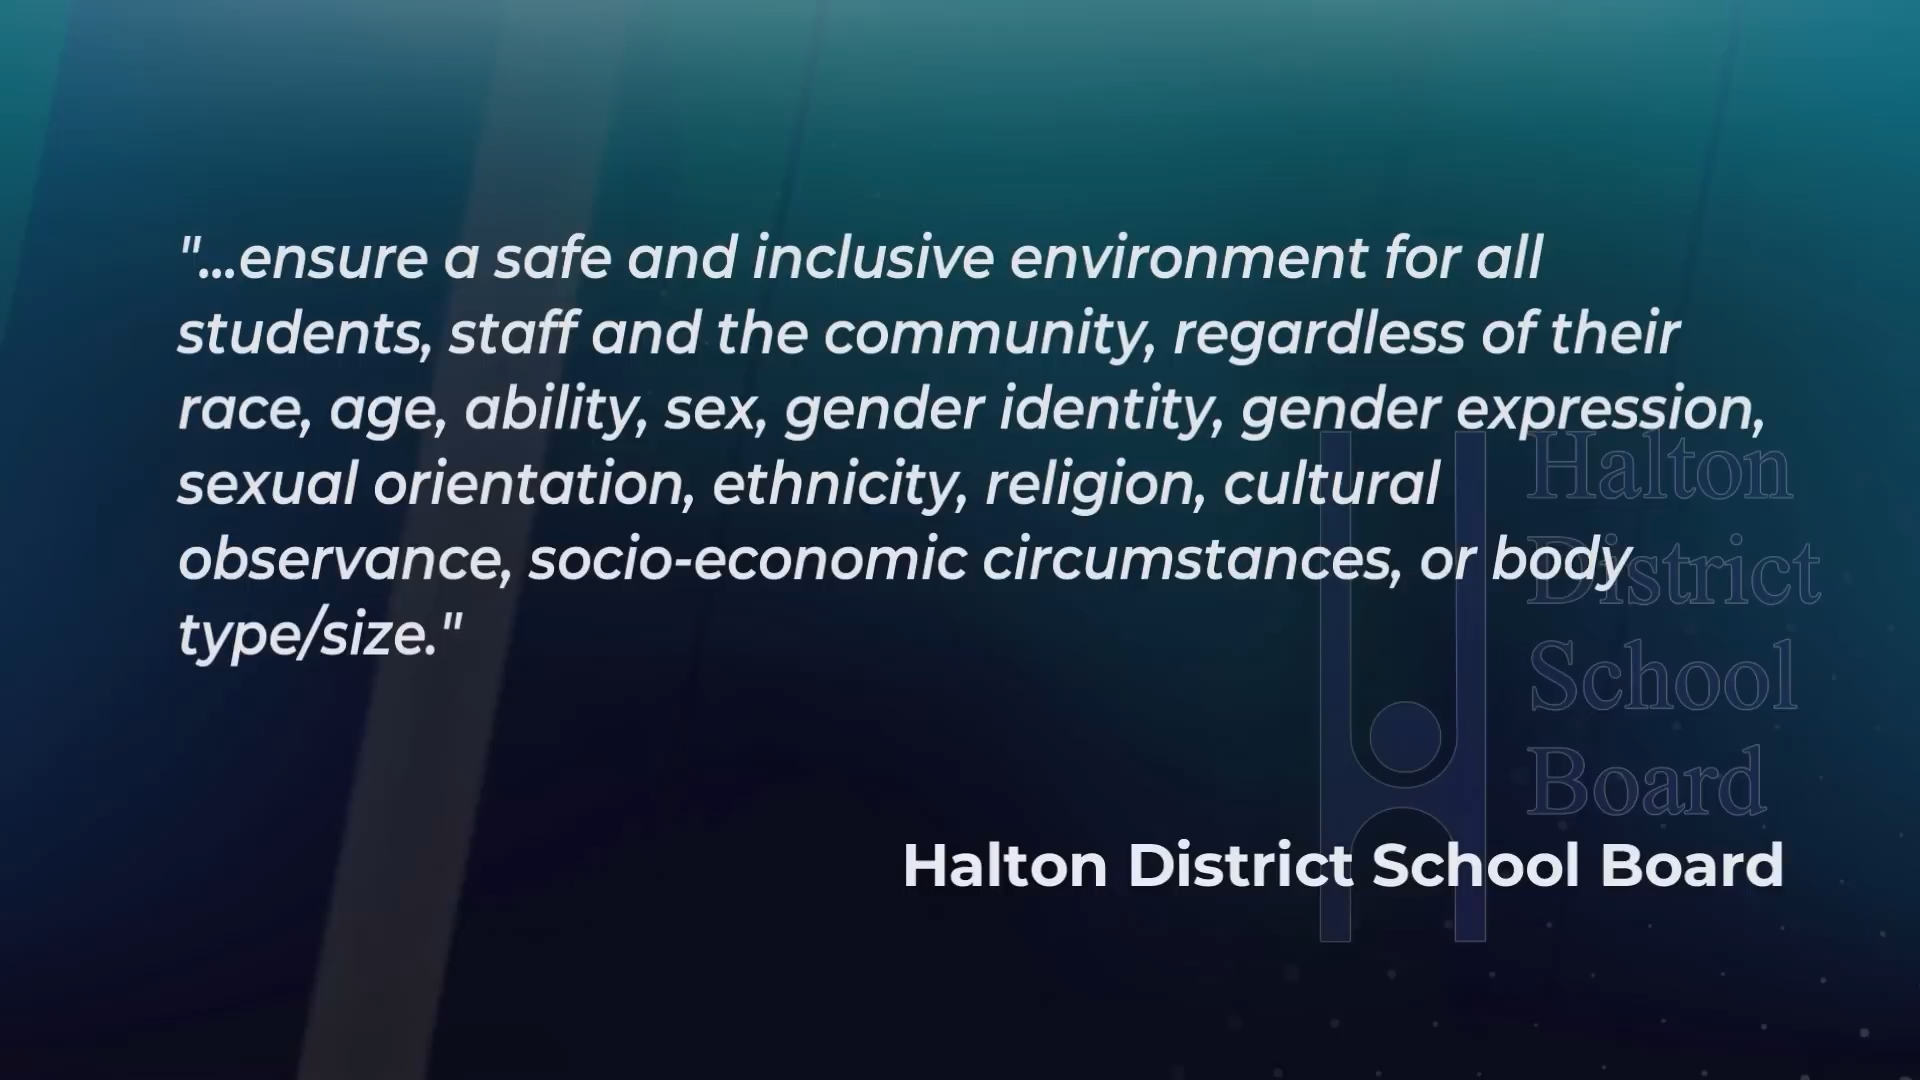 "...ensure a safe and inclusive environment for all
students, staff and the community, regardless of their
race, age, ability, sex, gender identity, gender expression,
sexual orientation, ethnicity, religion, cultural
observance, socio-economic circumstances, or body
type/size."
Halton
District
School
Board
Halton District School Board